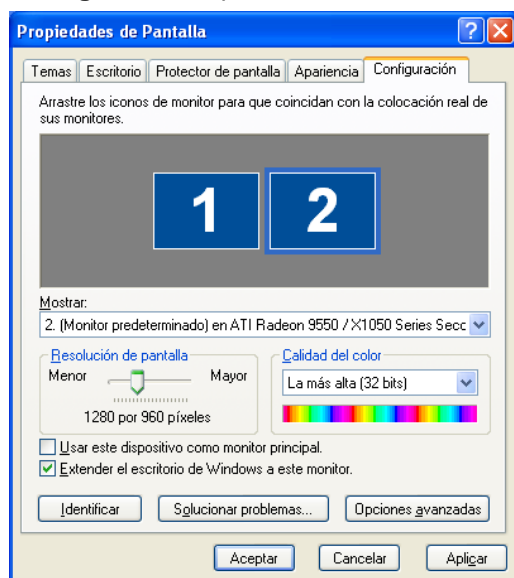 Propiedades de Pantalla
Temas Escritorio Protector de pantalla Apariencia Configuración
Arrastre los iconos de monitor para que coincidan con la colocación real de
sus monitores.
1 2
Mostrar:
2. (Monitor predeterminado) en ATI Radeon 9550 / X1050 Series Secc
Resolución de pantalla
Menor Mayor
1280 por 960 píxeles
Calidad del color
La más alta (32 bits)
Usar este dispositivo como monitor principal.
Extender el escritorio de Windows a este monitor.
Identificar Solucionar problemas... Opciones avanzadas
Aceptar Cancelar Aplicar